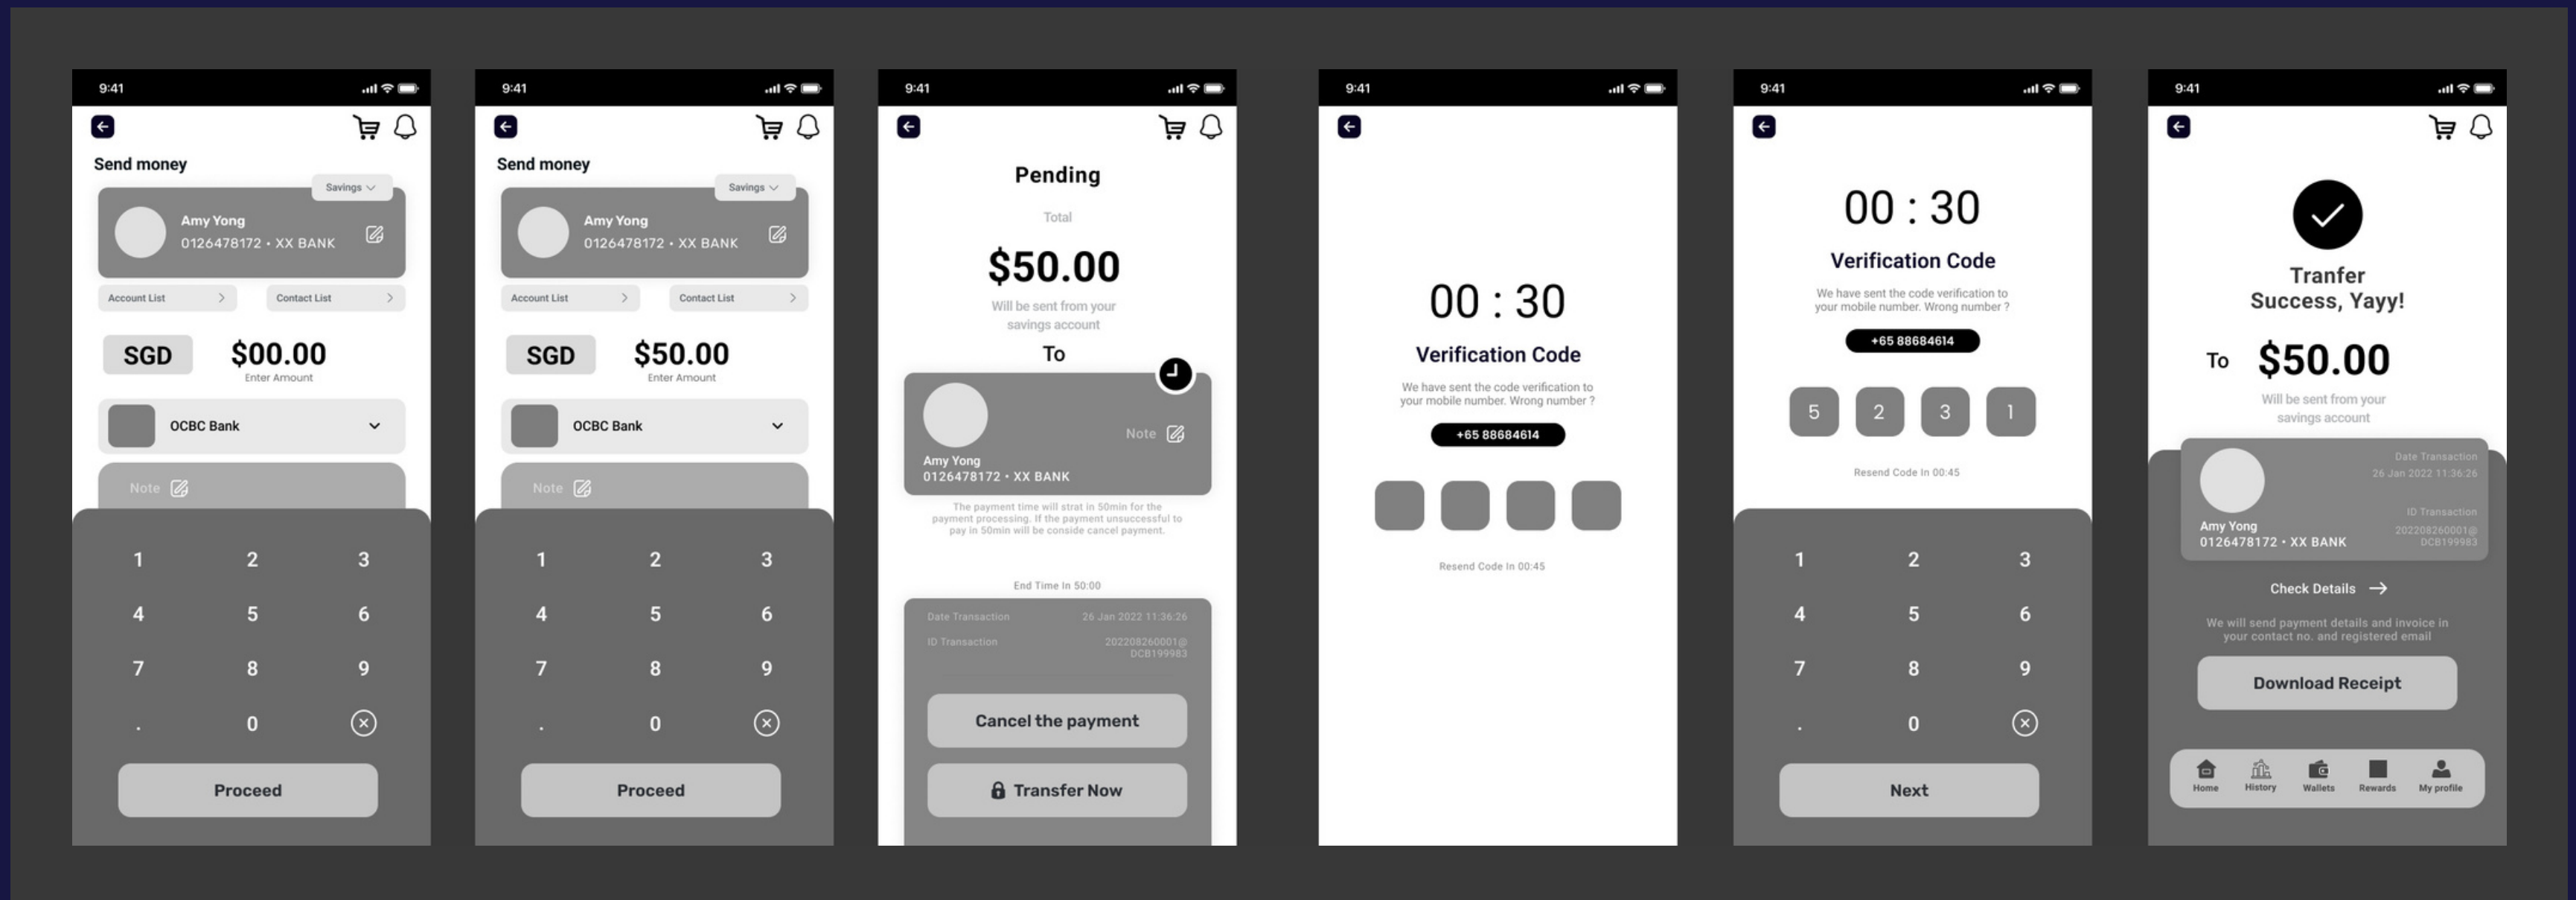 9:41
Send money
Savings
Amy Yong
0126478172 • XX BANK
Account List
Contact List
SGD
$00.00
Enter Amount
OCBC Bank
Note
1 2 3
4 5 6
7 8 9
. 0
Proceed
9:41
Send money
Savings
Amy Yong
0126478172 • XX BANK
Account List
Contact List
SGD
$50.00
Enter Amount
OCBC Bank
Note
1 2 3
4 5 6
7 8 9
. 0
Proceed
9:41
Pending
Total
$50.00
Will be sent from your
savings account
To
Note
Amy Yong
0126478172 • XX BANK
The payment time will strat in 50min for the
payment processing. If the payment unsuccessful to
pay in 50min will be conside cancel payment.
End Time In 50:00
Date Transaction 26 Jan 2022 11:36:26
ID Transaction 202208260001@
DCB199983
Cancel the payment
Transfer Now
9:41
00 : 30
Verification Code
We have sent the code verification to
your mobile number. Wrong number ?
+65 88684614
Resend Code In 00:45
9:41
00 : 30
Verification Code
We have sent the code verification to
your mobile number. Wrong number ?
+65 88684614
5 2 3 1
Resend Code In 00:45
1 2 3
4 5 6
7 8 9
. 0
Next
9:41
Tranfer
Success, Yayy!
To $50.00
Will be sent from your
savings account
Date Transaction
26 Jan 2022 11:36:26
ID Transaction
202208260001@
DCB199983
Amy Yong
0126478172 • XX BANK
Check Details
We will send payment details and invoice in
your contact no. and registered email
Download Receipt
Home History Wallets Rewards My profile